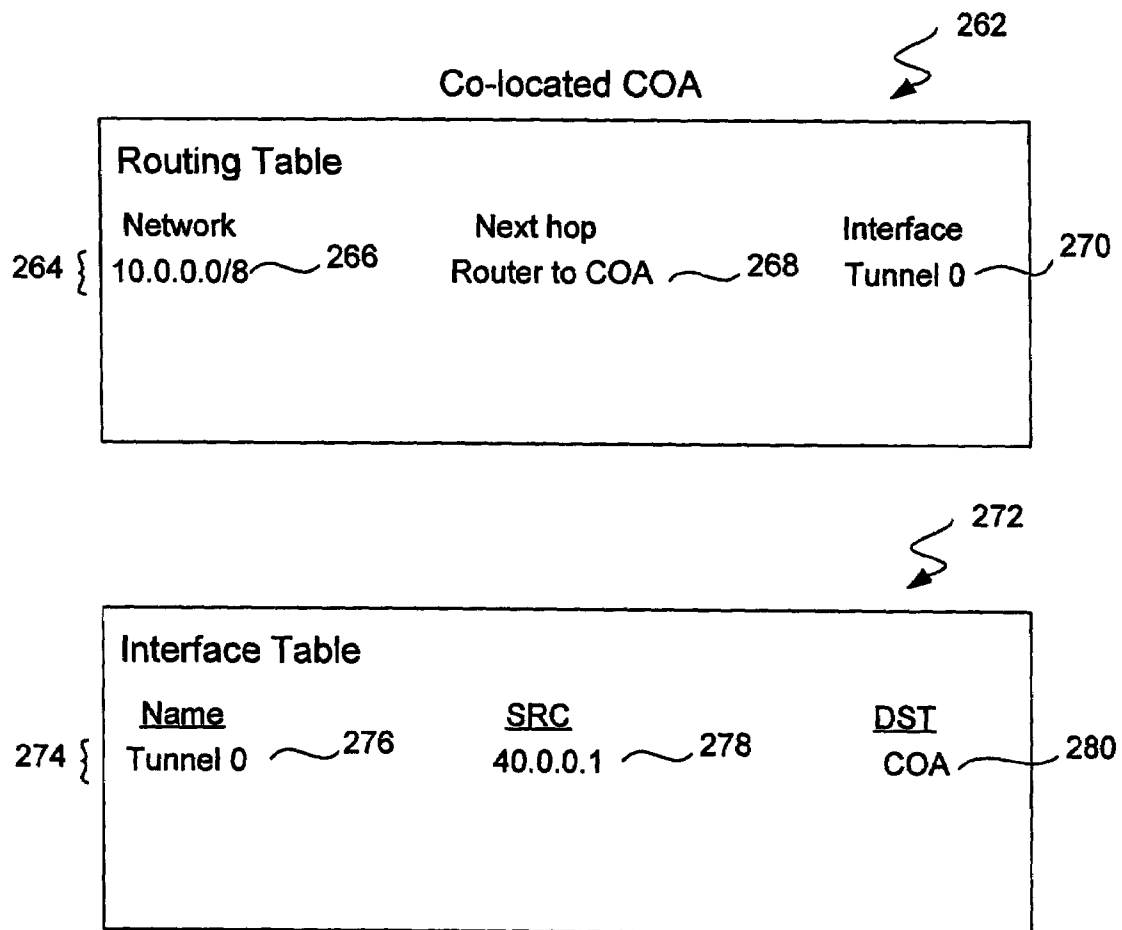 262
Co-located COA
Routing Table
Network Next hop Interface
264 { 10.0.0.0/8 266 Router to COA 268 Tunnel 0 270
272
Interface Table
Name SRC DST
274 { Tunnel 0 276 40.0.0.1 278 COA 280